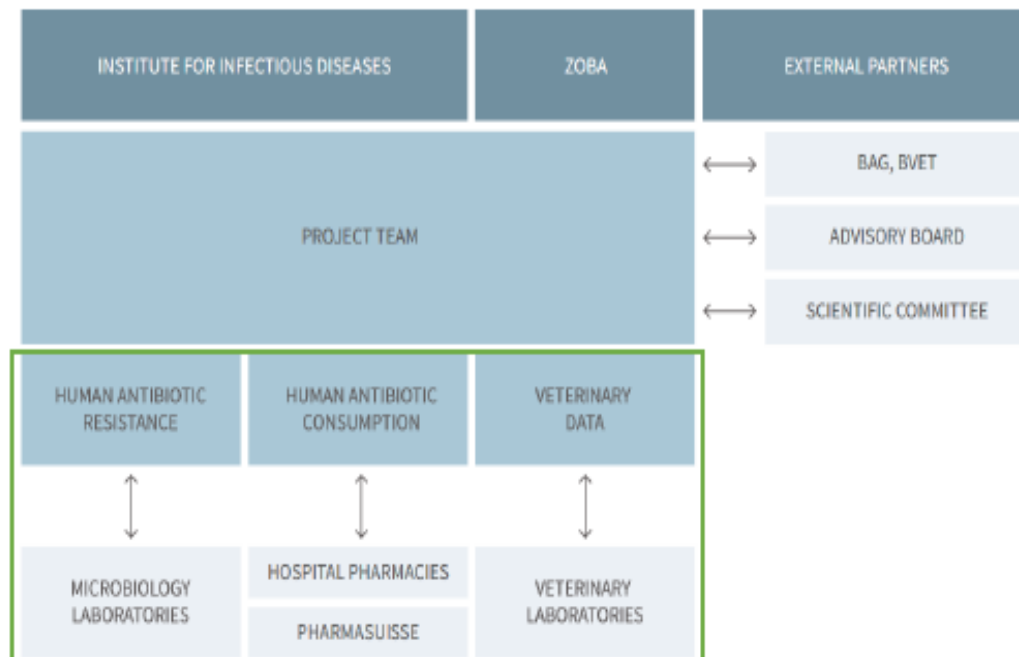 INSTITUTE FOR INFECTIOUS DISEASES
ZOBA
EXTERNAL PARTNERS
PROJECT TEAM
BAG, BVET
ADVISORY BOARD
SCIENTIFIC COMMITTEE
HUMAN ANTIBIOTIC
RESISTANCE
HUMAN ANTIBIOTIC
CONSUMPTION
VETERINARY
DATA
MICROBIOLOGY
LABORATORIES
HOSPITAL PHARMACIES
PHARMASUISSE
VETERINARY
LABORATORIES